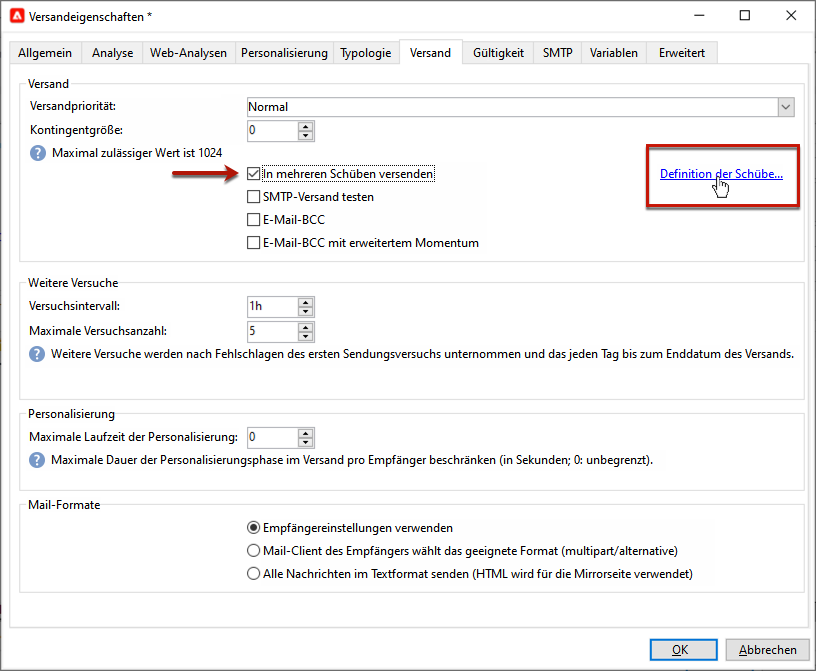 Versandeigenschaften *
Allgemein Analyse Web-Analysen Personalisierung Typologie Versand Gültigkeit SMTP Variablen Erweitert
Versand
Versandpriorität: Normal
Kontingentgröße: 0
? Maximal zulässiger Wert ist 1024
In mehreren Schüben versenden Definition der Schübe...
SMTP-Versand testen
E-Mail-BCC
E-Mail-BCC mit erweitertem Momentum
Weitere Versuche
Versuchsintervall: 1h
Maximale Versuchsanzahl: 5
? Weitere Versuche werden nach Fehlschlagen des ersten Sendungsversuchs unternommen und das jeden Tag bis zum Enddatum des Versands.
Personalisierung
Maximale Laufzeit der Personalisierung: 0
? Maximale Dauer der Personalisierungsphase im Versand pro Empfänger beschränken (in Sekunden; 0: unbegrenzt).
Mail-Formate
Empfängereinstellungen verwenden
Mail-Client des Empfängers wählt das geeignete Format (multipart/alternative)
Alle Nachrichten im Textformat senden (HTML wird für die Mirrorseite verwendet)
OK Abbrechen